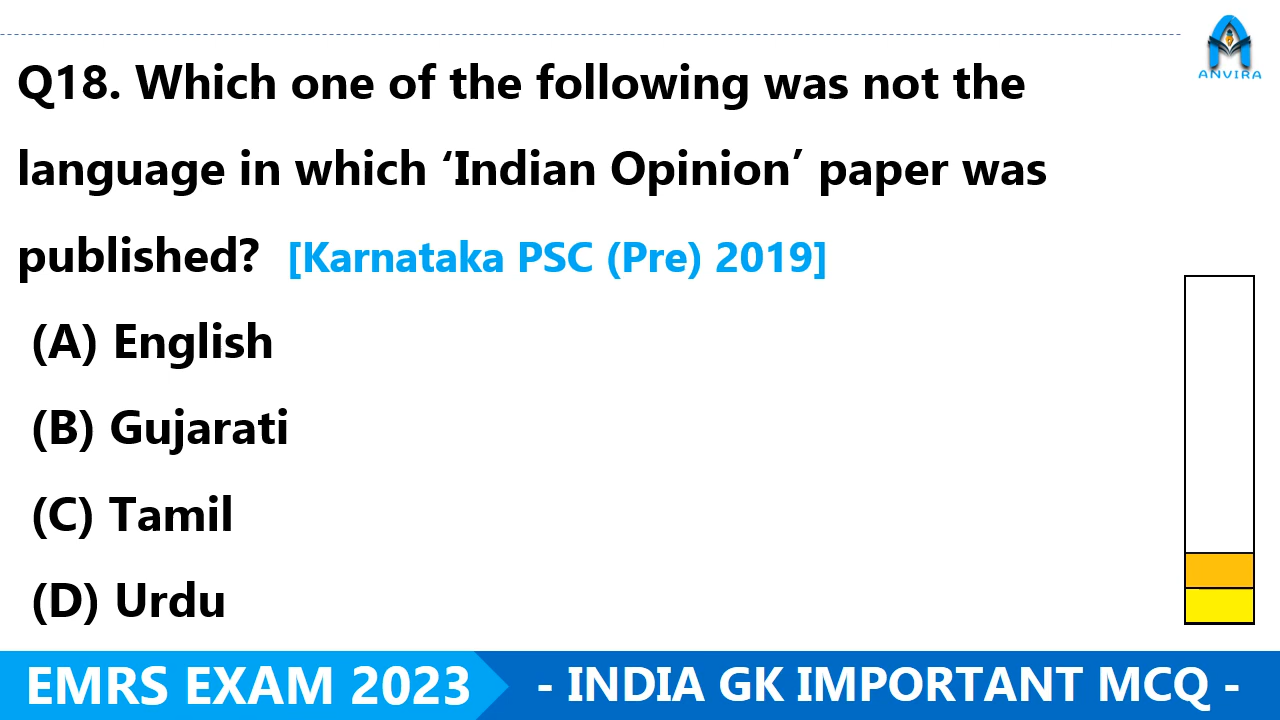 ANVIRA
Q18. Which one of the following was not the
language in which ‘Indian Opinion’ paper was
published? [Karnataka PSC (Pre) 2019]
(A) English
(B) Gujarati
(C) Tamil
(D) Urdu
EMRS EXAM 2023 - INDIA GK IMPORTANT MCQ -